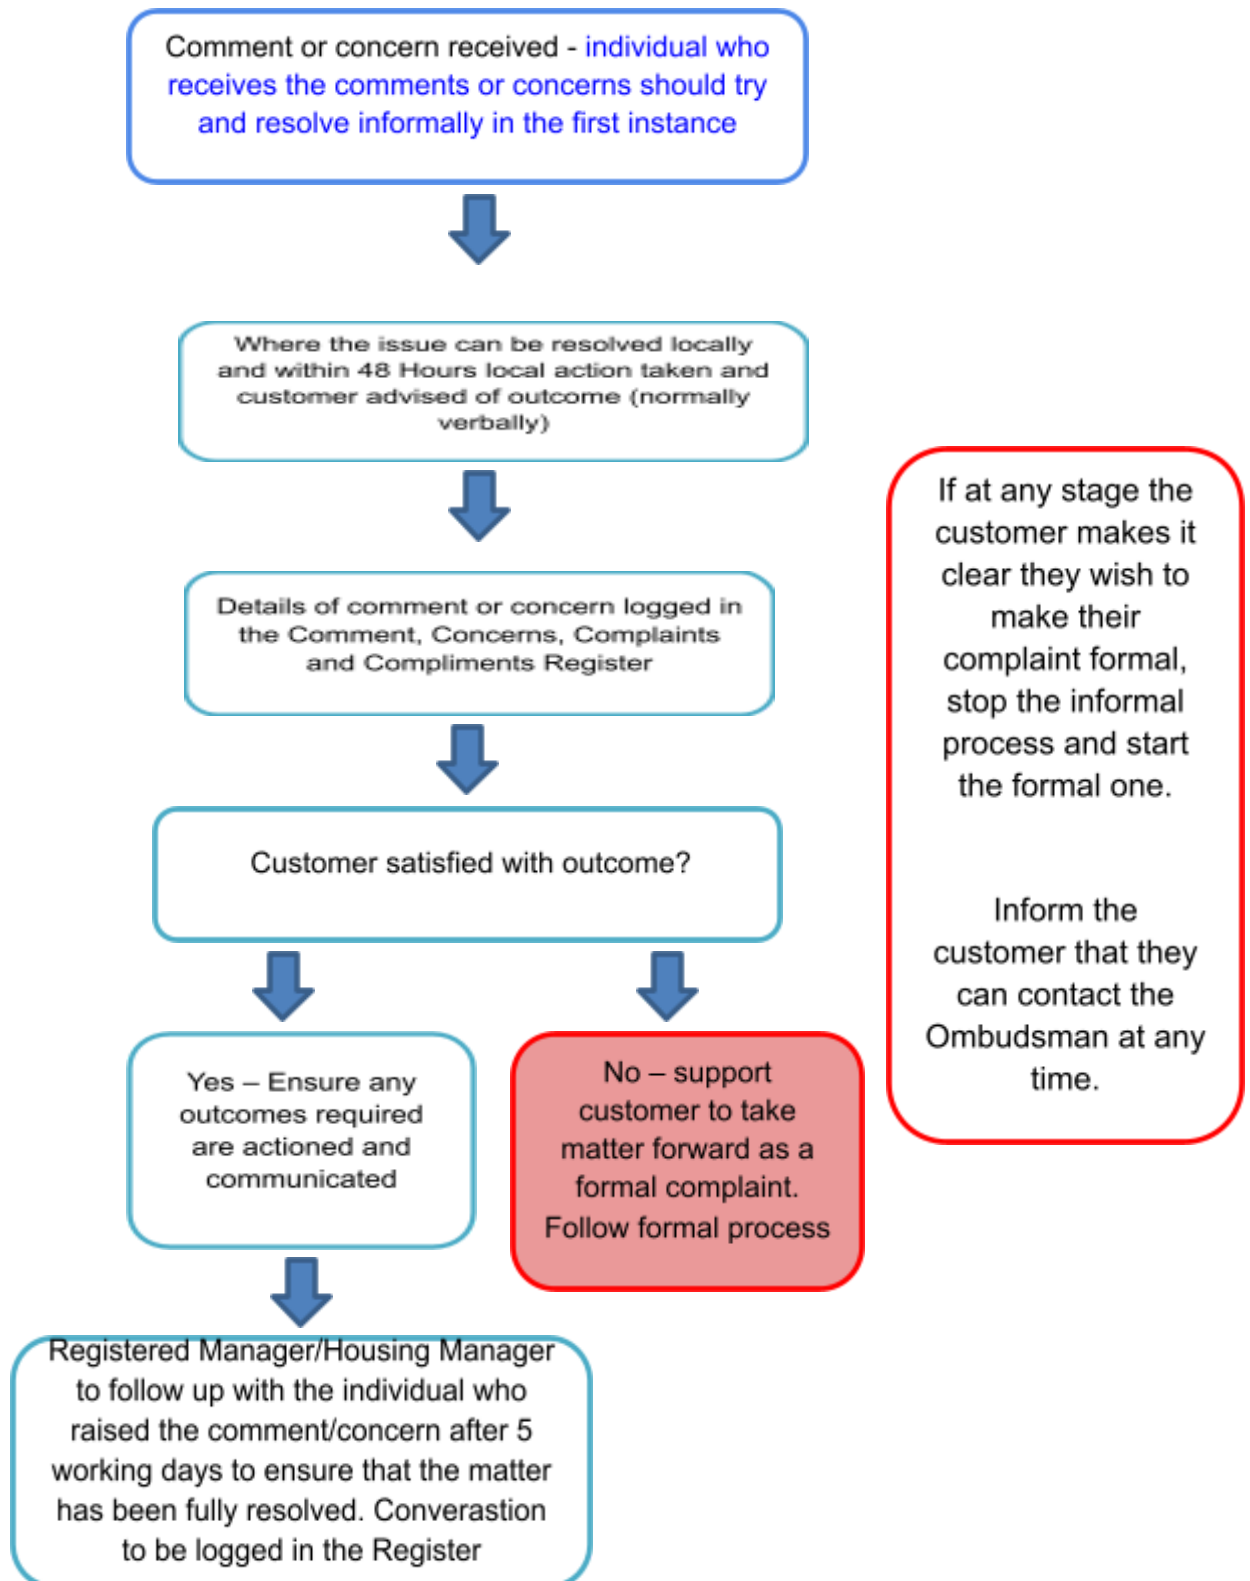 Comment or concern received - individual who
receives the comments or concerns should try
and resolve informally in the first instance
Where the issue can be resolved locally
and within 48 Hours local action taken and
customer advised of outcome (normally
verbally)
Details of comment or concern logged in
the Comment, Concerns, Complaints
and Compliments Register
Customer satisfied with outcome?
Yes – Ensure any
outcomes required
are actioned and
communicated
No – support
customer to take
matter forward as a
formal complaint.
Follow formal process
Registered Manager/Housing Manager
to follow up with the individual who
raised the comment/concern after 5
working days to ensure that the matter
has been fully resolved. Converastion
to be logged in the Register
If at any stage the
customer makes it
clear they wish to
make their
complaint formal,
stop the informal
process and start
the formal one.
Inform the
customer that they
can contact the
Ombudsman at any
time.